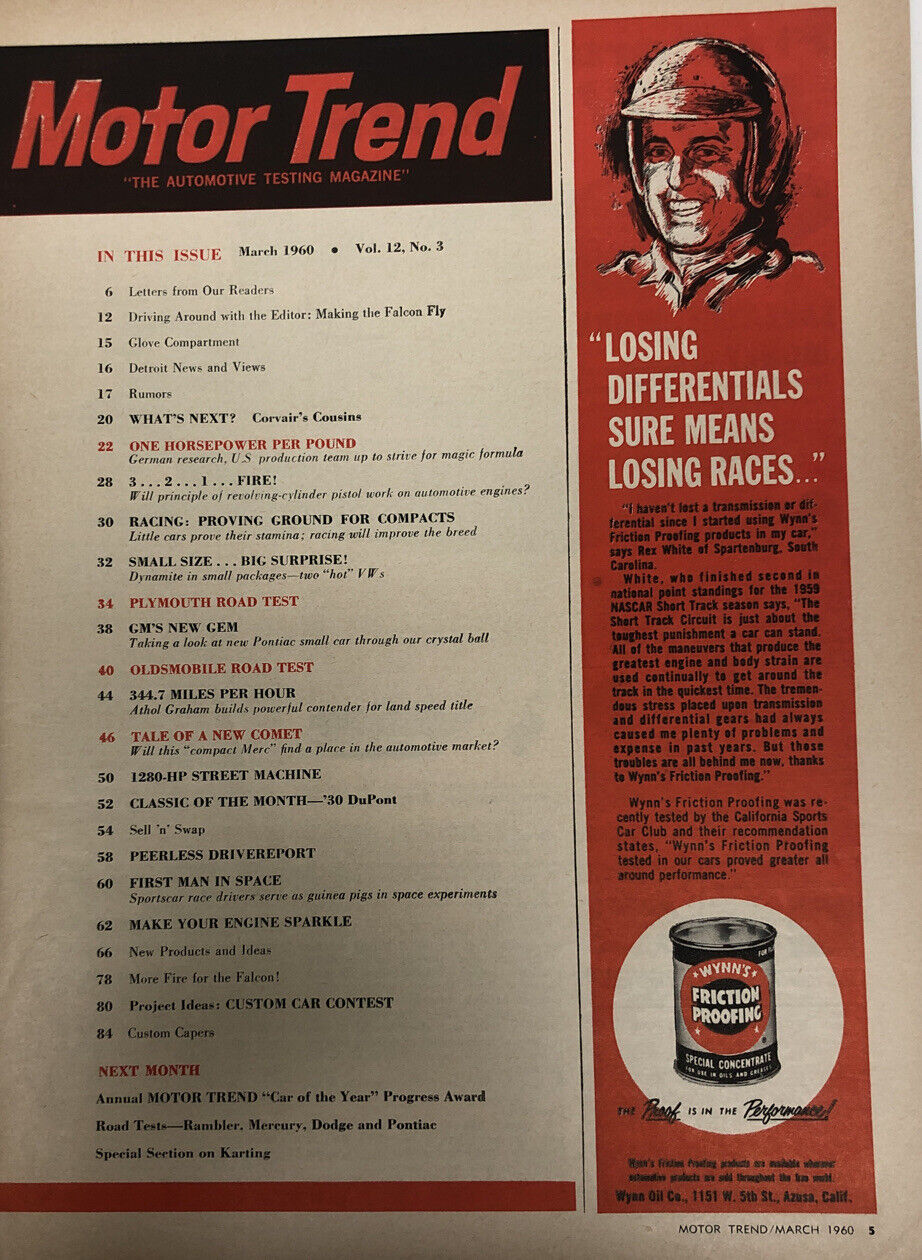 Motor Trend
"THE AUTOMOTIVE TESTING MAGAZINE"
IN THIS ISSUE March 1960 • Vol. 12, No. 3
6 Letters from Our Readers
12 Driving Around with the Editor: Making the Falcon Fly
15 Glove Compartment
16 Detroit News and Views
17 Rumors
20 WHAT'S NEXT? Corvair's Cousins
22 ONE HORSEPOWER PER POUND
German research, U.S production team up to strive for magic formula
28 3 . . . 2 . . . 1 . . . FIRE!
Will principle of revolving-cylinder pistol work on automotive engines?
30 RACING: PROVING GROUND FOR COMPACTS
Little cars prove their stamina; racing will improve the breed
32 SMALL SIZE . . . BIG SURPRISE!
Dynamite in small packages—two "hot" VWs
34 PLYMOUTH ROAD TEST
38 GM'S NEW GEM
Taking a look at new Pontiac small car through our crystal ball
40 OLDSMOBILE ROAD TEST
44 344.7 MILES PER HOUR
Athol Graham builds powerful contender for land speed title
46 TALE OF A NEW COMET
Will this "compact Merc" find a place in the automotive market?
50 1280-HP STREET MACHINE
52 CLASSIC OF THE MONTH—'30 DuPont
54 Sell 'n' Swap
58 PEERLESS DRIVEREPORT
60 FIRST MAN IN SPACE
Sportscar race drivers serve as guinea pigs in space experiments
62 MAKE YOUR ENGINE SPARKLE
66 New Products and Ideas
78 More Fire for the Falcon!
80 Project Ideas: CUSTOM CAR CONTEST
84 Custom Capers
NEXT MONTH
Annual MOTOR TREND "Car of the Year" Progress Award
Road Tests—Rambler, Mercury, Dodge and Pontiac
Special Section on Karting
"LOSING
DIFFERENTIALS
SURE MEANS
LOSING RACES..."
"I haven't lost a transmission or dif-
ferential since I started using Wynn's
Friction Proofing products in my car,"
says Rex White of Spartenburg, South
Carolina.
White, who finished second in
national point standings for the 1959
NASCAR Short Track season says, "The
Short Track Circuit is just about the
toughest punishment a car can stand.
All of the maneuvers that produce the
greatest engine and body strain are
used continually to get around the
track in the quickest time. The tremen-
dous stress placed upon transmission
and differential gears had always
caused me plenty of problems and
expense in past years. But those
troubles are all behind me now, thanks
to Wynn's Friction Proofing."
Wynn's Friction Proofing was re-
cently tested by the California Sports
Car Club and their recommendation
states, "Wynn's Friction Proofing
tested in our cars proved greater all
around performance."
FOR
WYNN'S
FRICTION
PROOFING
®
SPECIAL CONCENTRATE
FOR USE IN OILS AND GREASES
THE Proof IS IN THE Performance!
Wynn's Friction Proofing products are available wherever
automotive products are sold throughout the free world.
Wynn Oil Co., 1151 W. 5th St., Azusa, Calif.
MOTOR TREND/MARCH 1960 5